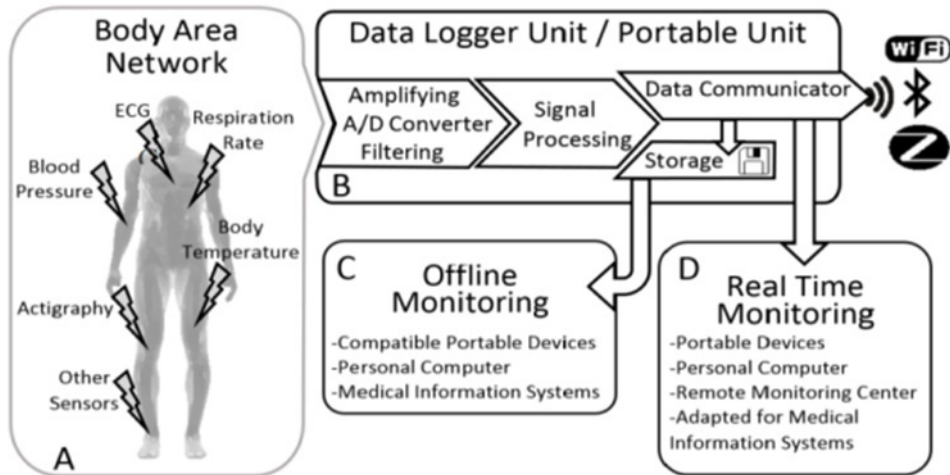 Body Area
Network
ECG
Respiration
Rate
Blood
Pressure
Body
Temperature
Actigraphy
Other
Sensors
A
Data Logger Unit / Portable Unit
Amplifying
A/D Converter
Filtering
Signal
Processing
Data Communicator
Storage
B
WiFi
Z
C
Offline
Monitoring
-Compatible Portable Devices
-Personal Computer
-Medical Information Systems
D
Real Time
Monitoring
-Portable Devices
-Personal Computer
-Remote Monitoring Center
-Adapted for Medical
Information Systems